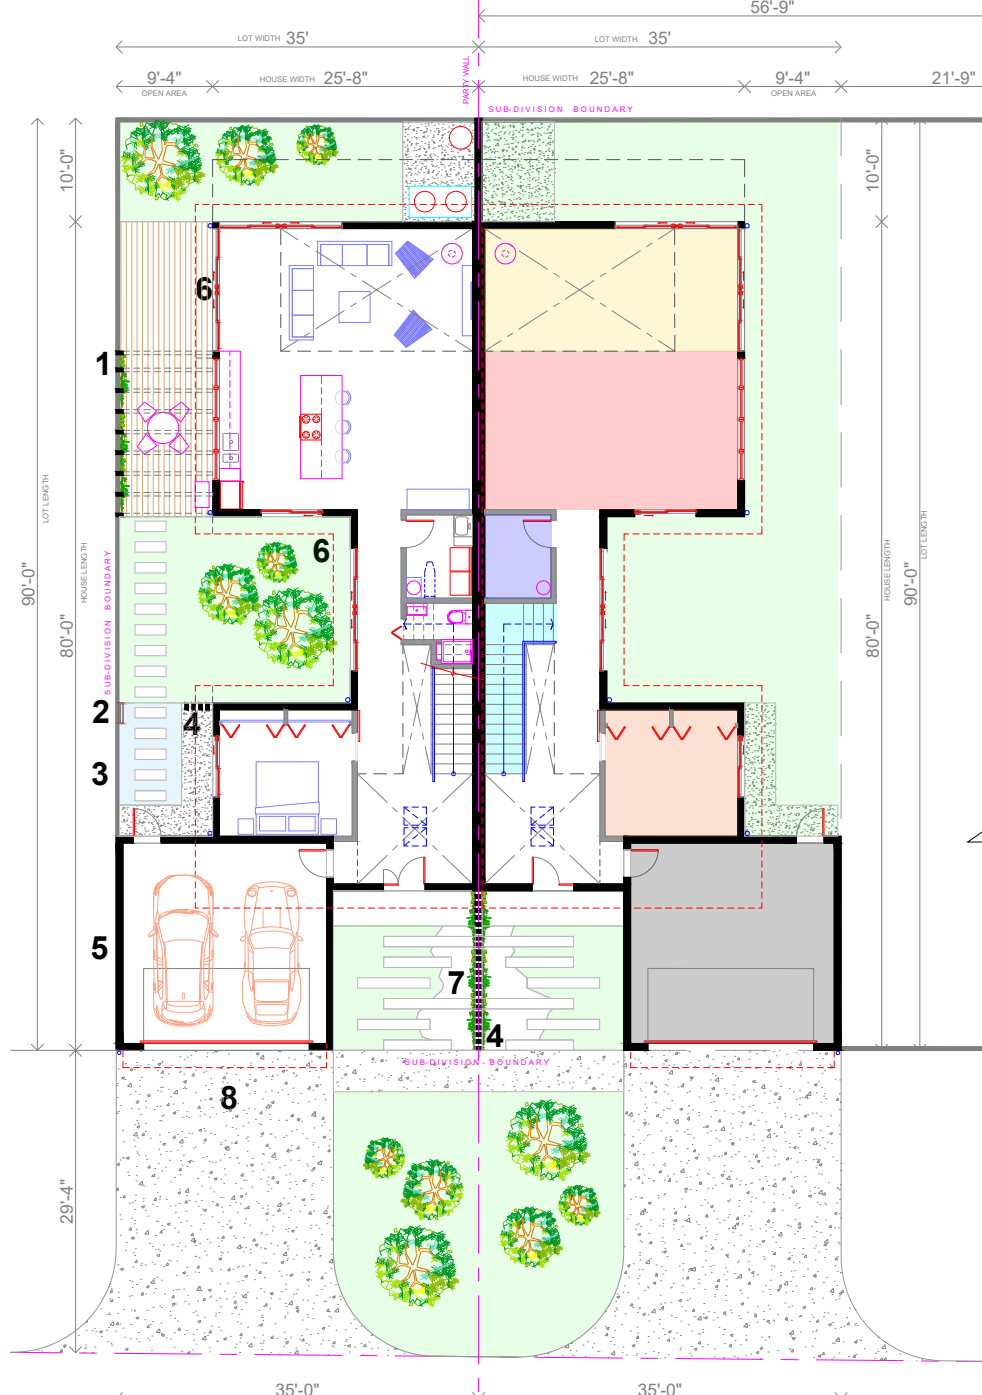 56'-9"
LOT WIDTH 35'
LOT WIDTH 35'
9'-4"
OPEN AREA
HOUSE WIDTH 25'-8"
PARTY WALL
HOUSE WIDTH 25'-8"
9'-4"
OPEN AREA
21'-9"
SUB-DIVISION BOUNDARY
10'-0"
10'-0"
6
1
LOT LENGTH
HOUSE LENGTH
SUB-DIVISION BOUNDARY
6
HOUSE LENGTH
LOT LENGTH
90'-0"
80'-0"
80'-0"
90'-0"
2
4
3
5
7
4
SUB-DIVISION - BOUNDARY
8
29'-4"
35'-0"
35'-0"